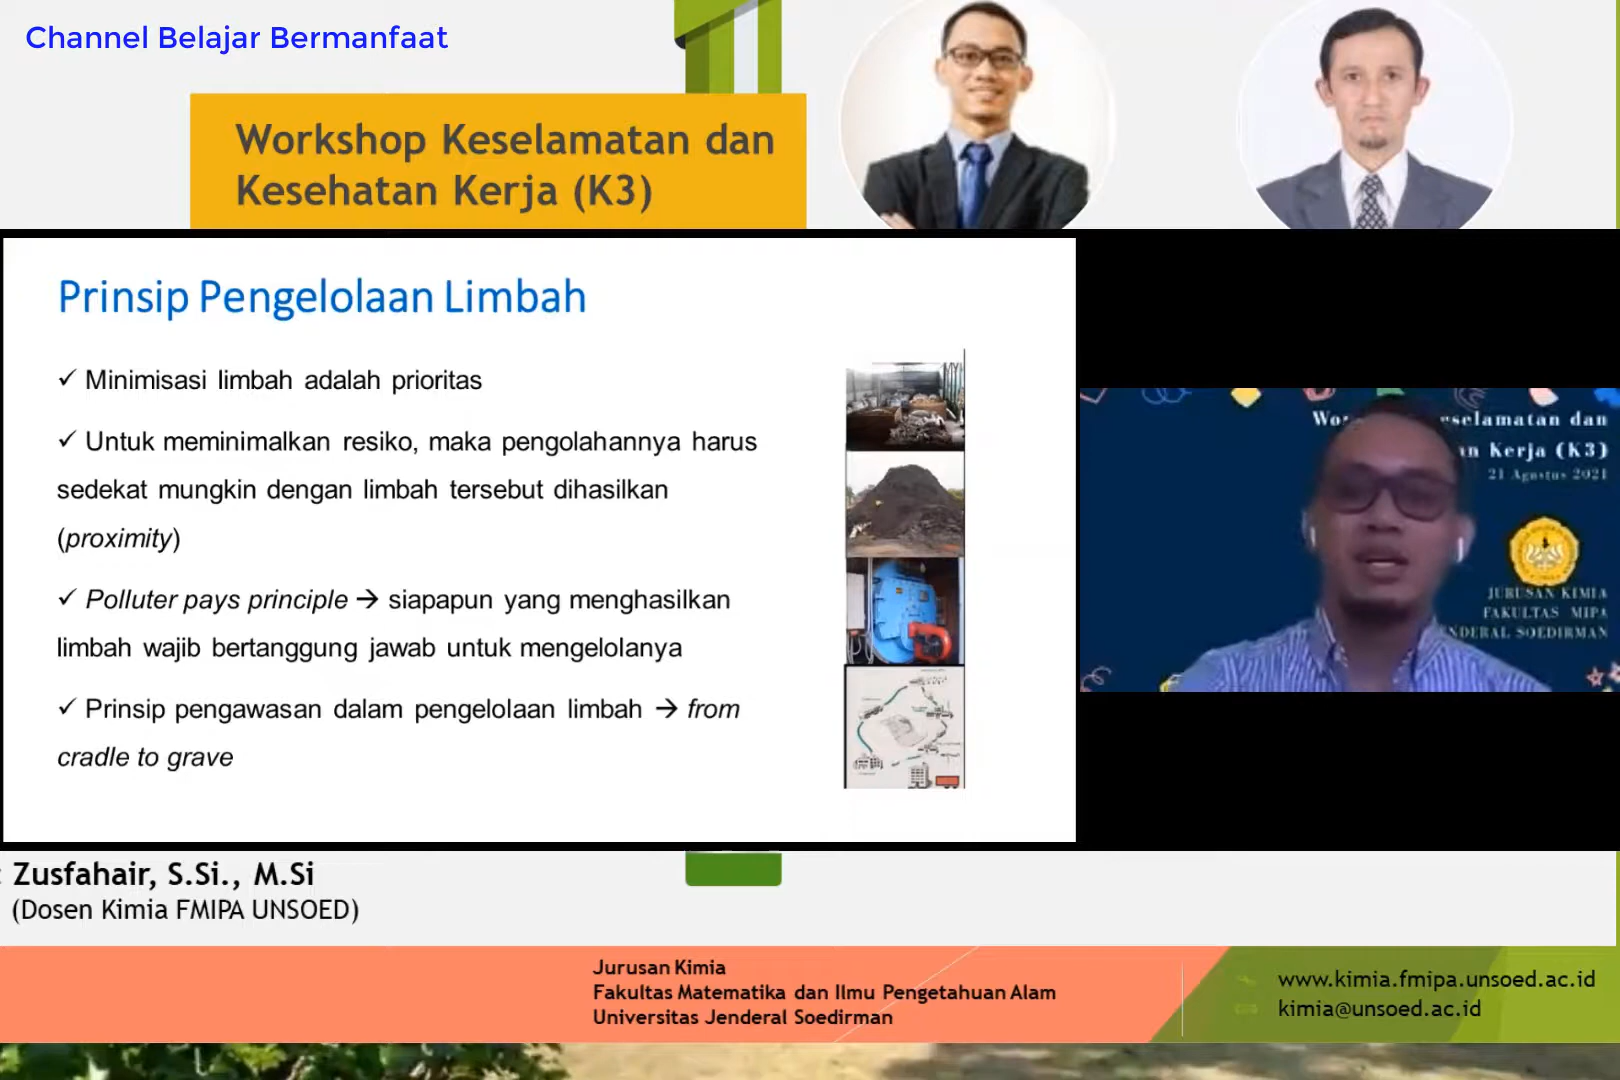 Channel Belajar Bermanfaat
Workshop Keselamatan dan
Kesehatan Kerja (K3)
Prinsip Pengelolaan Limbah
✓ Minimisasi limbah adalah prioritas
✓ Untuk meminimalkan resiko, maka pengolahannya harus
sedekat mungkin dengan limbah tersebut dihasilkan
(proximity)
✓ Polluter pays principle → siapapun yang menghasilkan
limbah wajib bertanggung jawab untuk mengelolanya
✓ Prinsip pengawasan dalam pengelolaan limbah → from
cradle to grave
selamatan dan
Kerja (K3)
21 Agustus 2021
JURUSAN KIMIA
FAKULTAS MIPA
NDERAL SOEDIRMAN
: Zusfahair, S.Si., M.Si
(Dosen Kimia FMIPA UNSOED)
Jurusan Kimia
Fakultas Matematika dan Ilmu Pengetahuan Alam
Universitas Jenderal Soedirman
www.kimia.fmipa.unsoed.ac.id
kimia@unsoed.ac.id